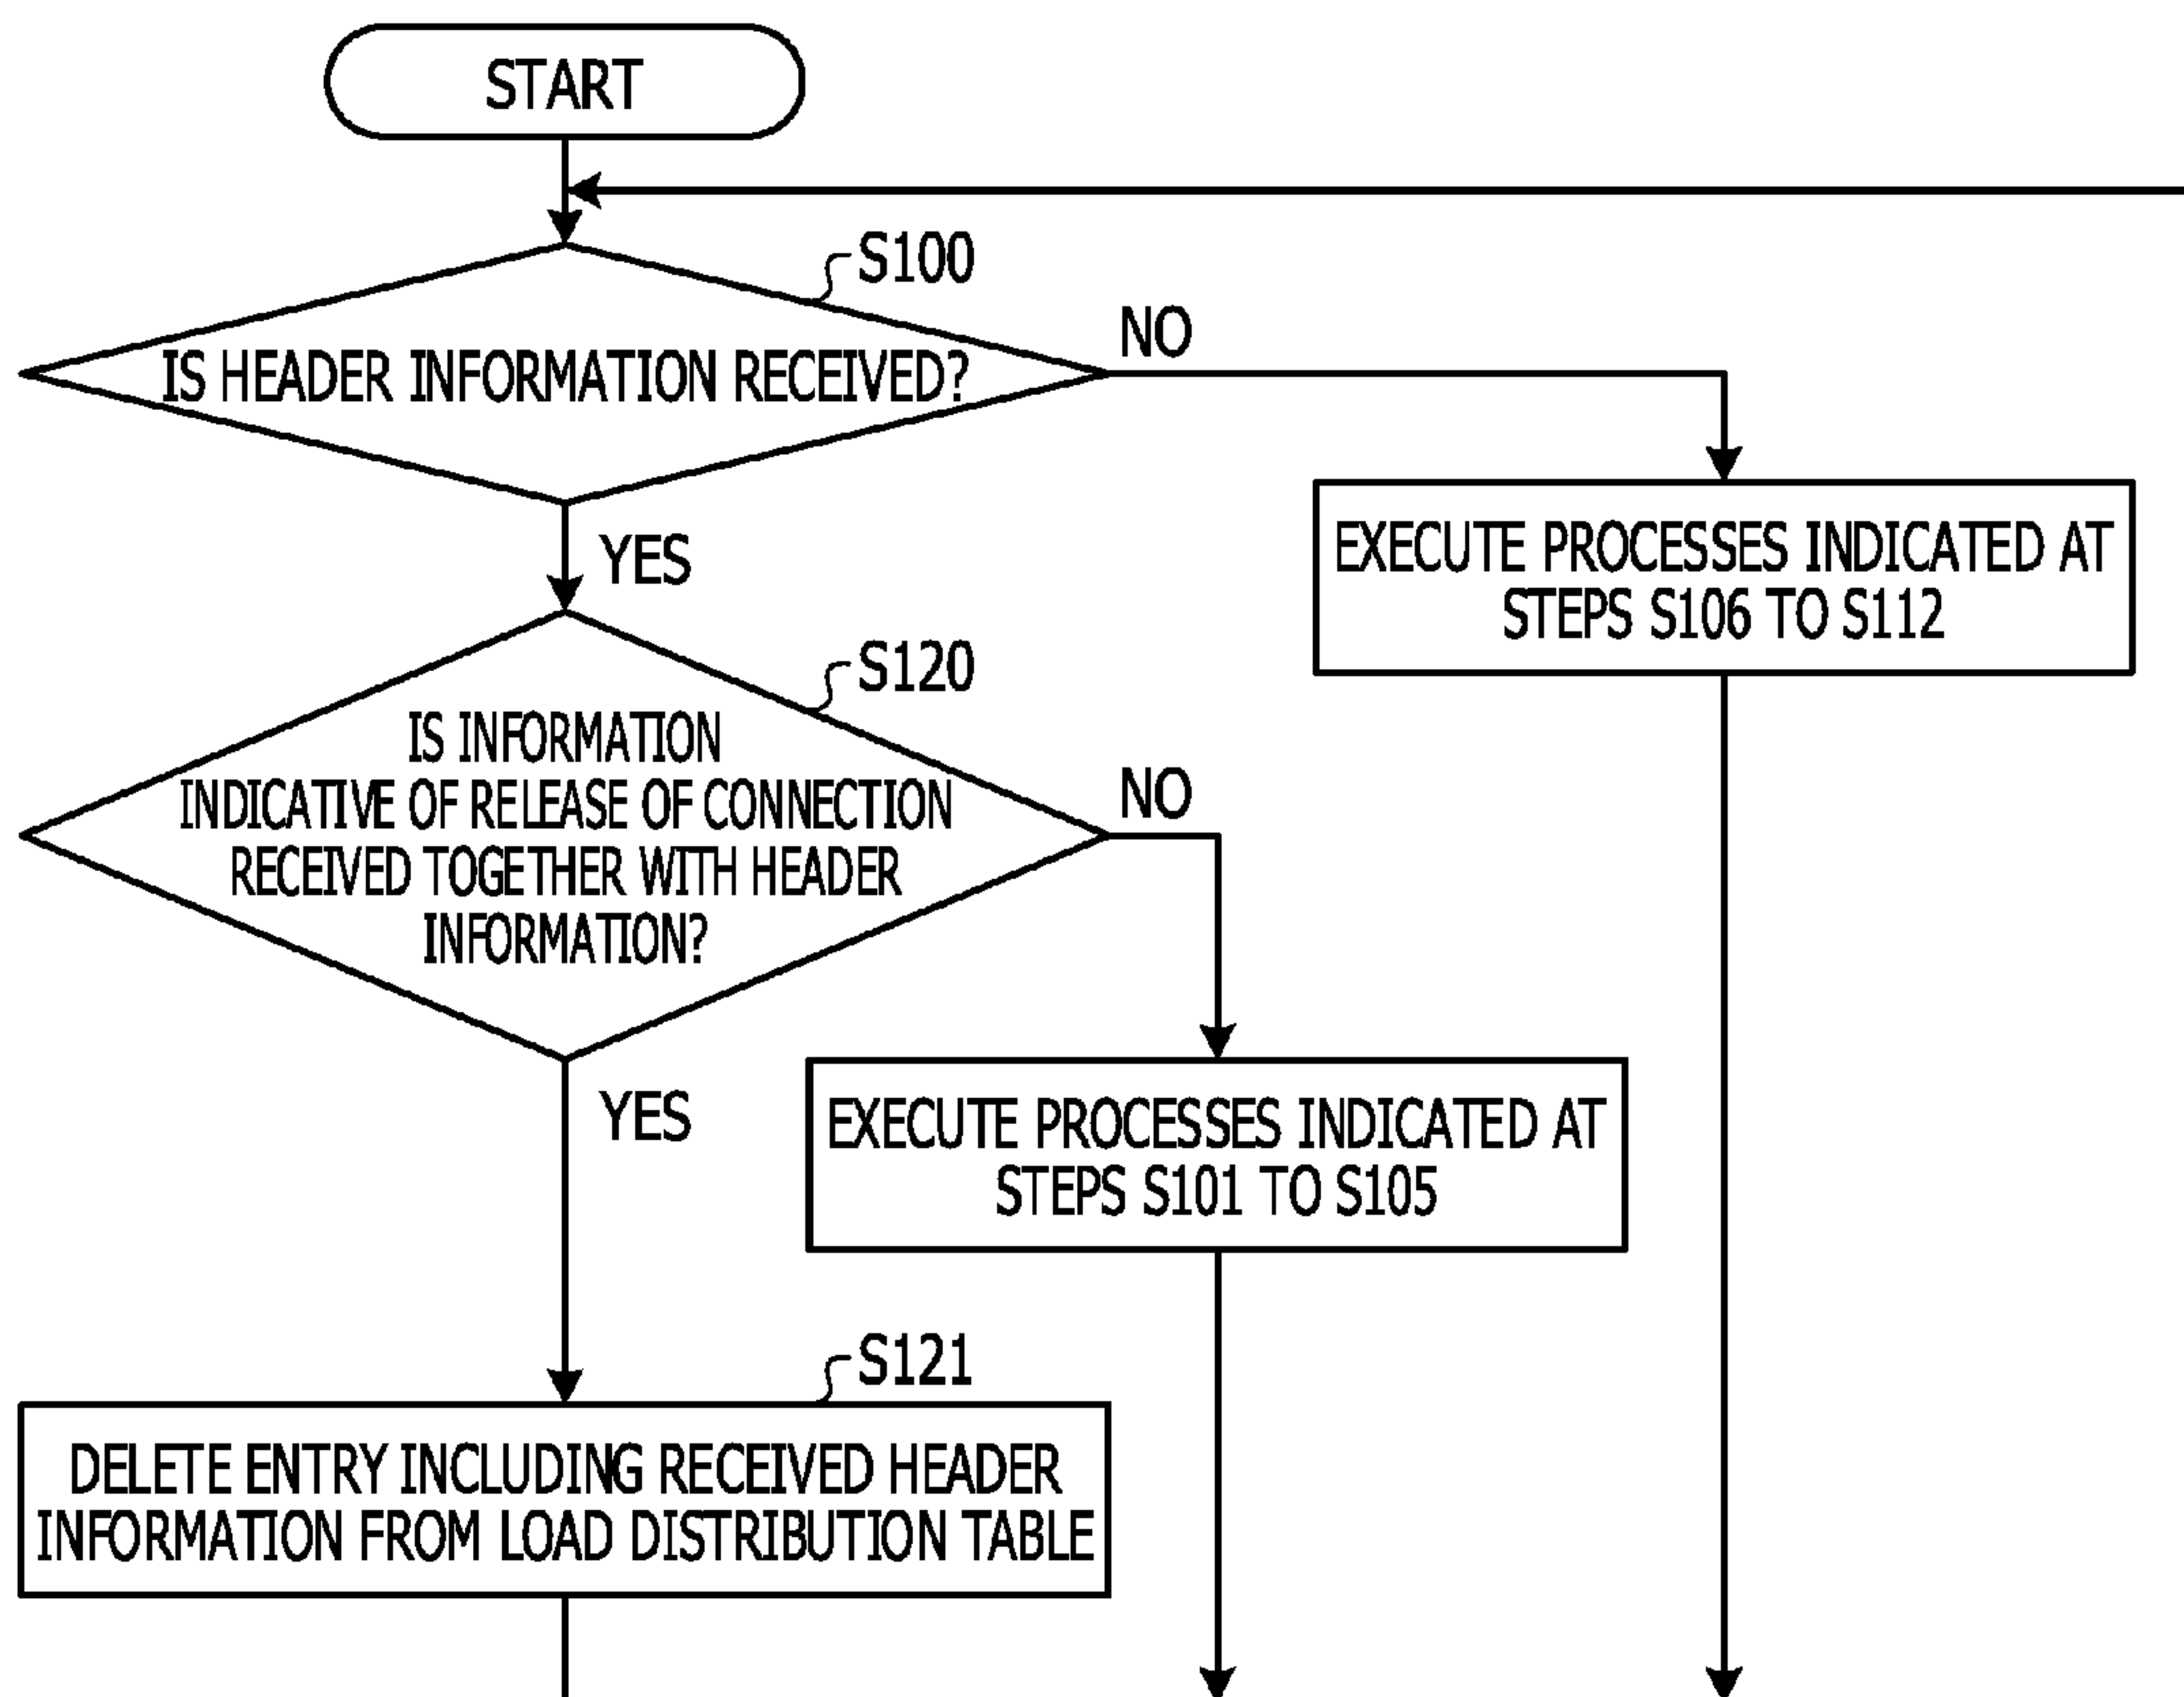 START
S100
IS HEADER INFORMATION RECEIVED?
NO
EXECUTE PROCESSES INDICATED AT
STEPS S106 TO S112
YES
S120
IS INFORMATION
INDICATIVE OF RELEASE OF CONNECTION
RECEIVED TOGETHER WITH HEADER
INFORMATION?
NO
EXECUTE PROCESSES INDICATED AT
STEPS S101 TO S105
YES
S121
DELETE ENTRY INCLUDING RECEIVED HEADER
INFORMATION FROM LOAD DISTRIBUTION TABLE